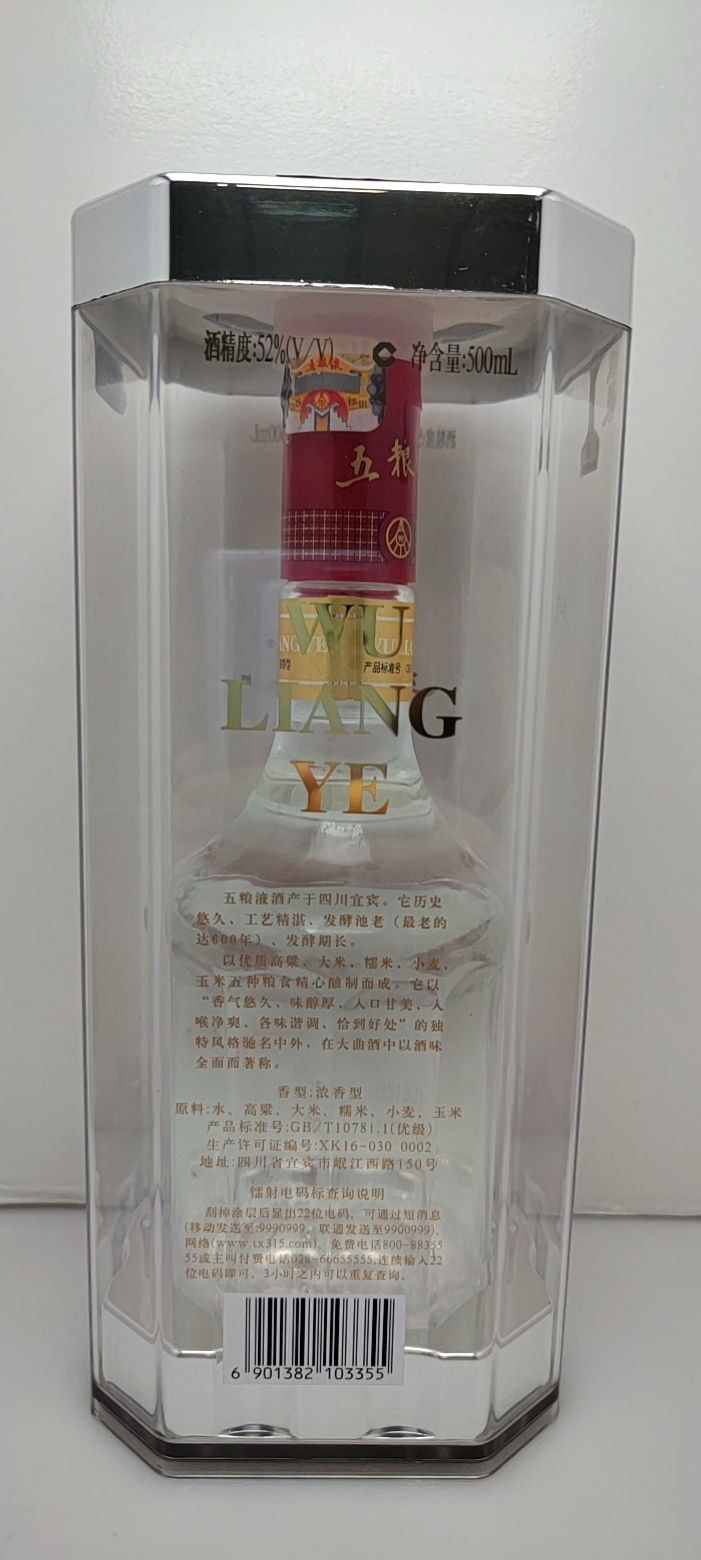 酒精度:52%(V/V)
净含量:500mL
五粮
产品标准号
WU
LIANG
YE
五粮液酒产于四川宜宾。它历史
悠久、工艺精湛、发酵池老（最老的
达600年）、发酵期长。
以优质高粱、大米、糯米、小麦、
玉米五种粮食精心酿制而成。它以
“香气悠久、味醇厚、入口甘美、入
喉净爽、各味谐调、恰到好处”的独
特风格驰名中外，在大曲酒中以酒味
全面而著称。
香型:浓香型
原料:水、高粱、大米、糯米、小麦、玉米
产品标准号:GB/T10781.1(优级)
生产许可证编号:XK16-030 0002
地址:四川省宜宾市岷江西路150号
镭射电码标查询说明
刮掉涂层后显出22位电码，可通过短消息
(移动发送至:9990999、联通发送至9900999)、
网络(www.tx315.com)、免费电话800-88355
55或主叫付费电话028-66655555,连续输入22
位电码即可，3小时之内可以重复查询。
6 901382 103355